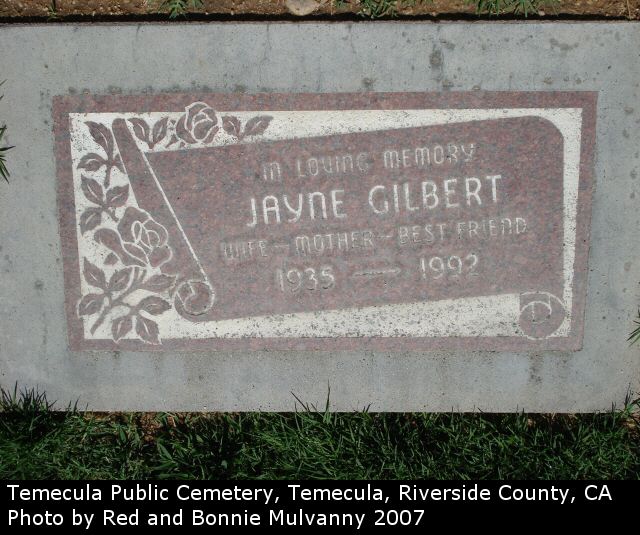 IN LOVING MEMORY
JAYNE GILBERT
WIFE — MOTHER — BEST FRIEND
1935 — 1992
Temecula Public Cemetery, Temecula, Riverside County, CA
Photo by Red and Bonnie Mulvanny 2007